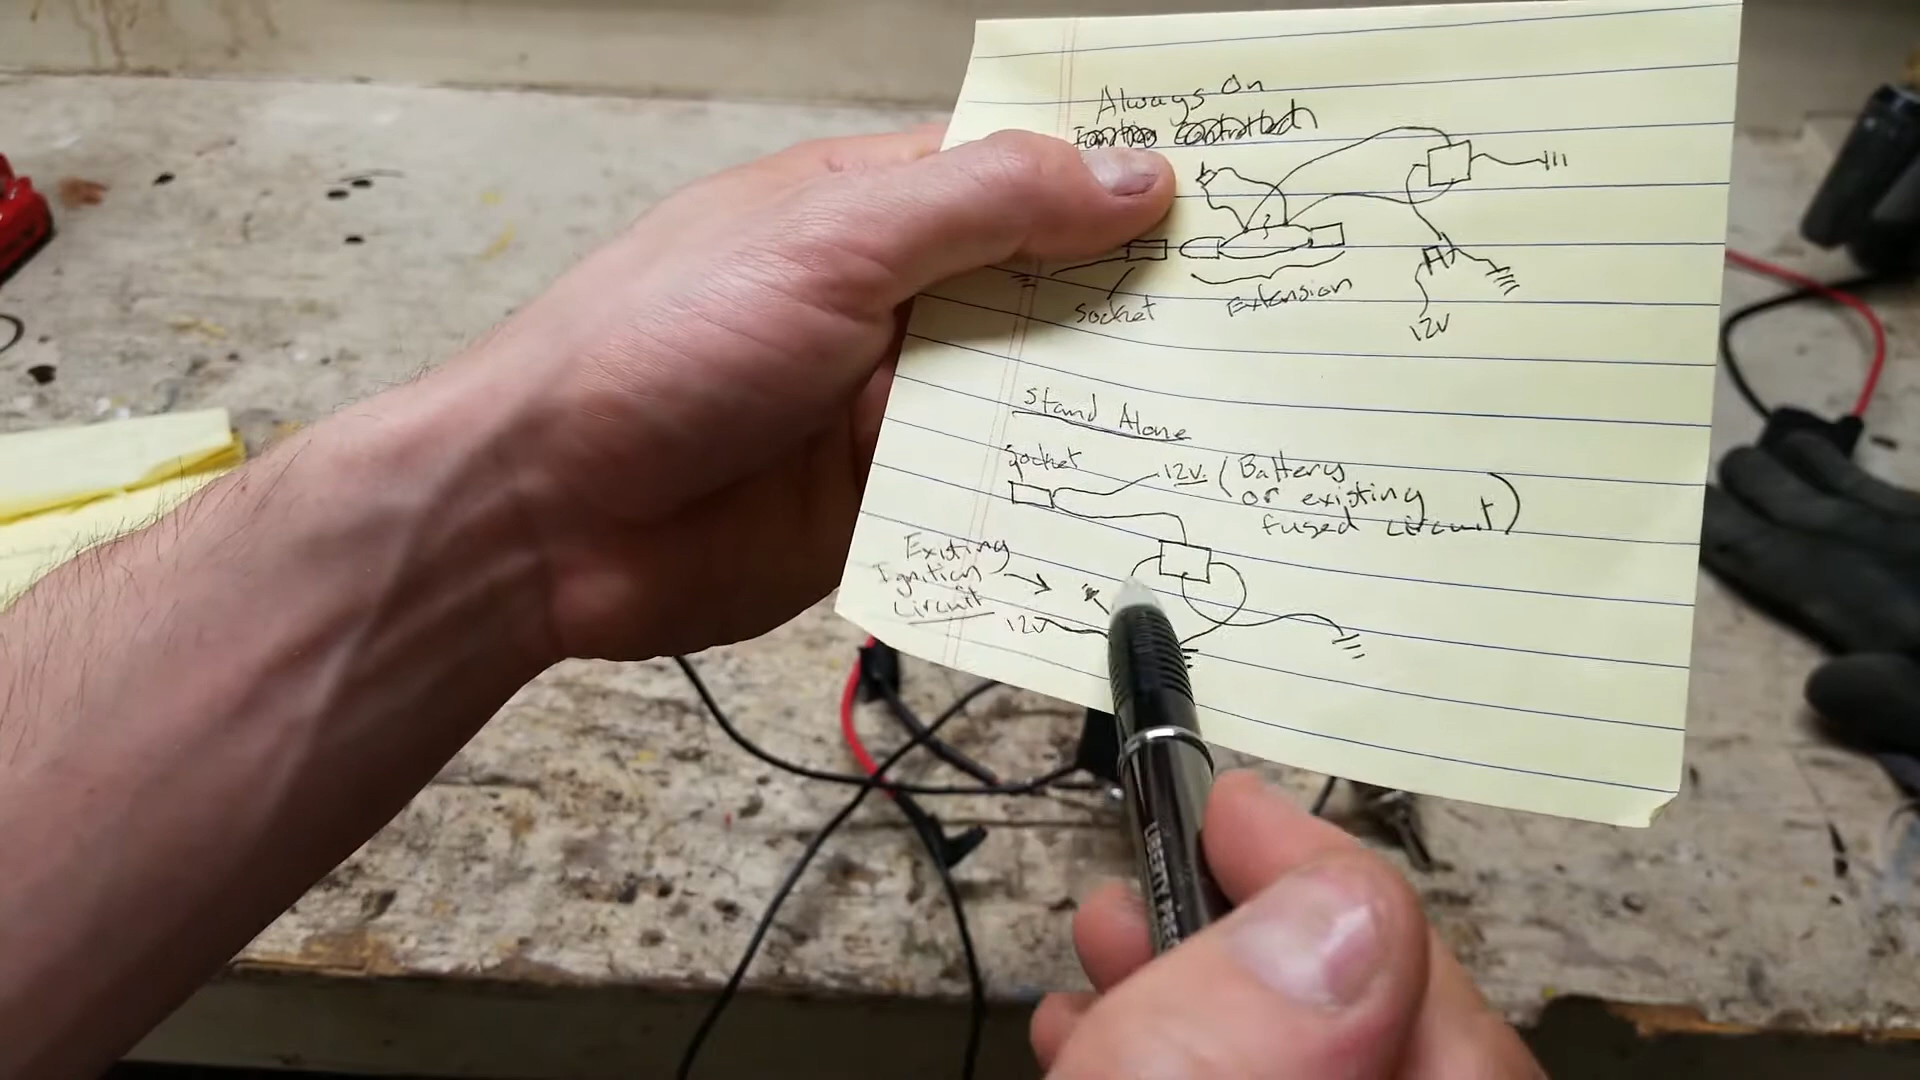 Always On
Ignition Controlled
Socket
Extension
12V
Stand Alone
Socket
12V (Battery
or existing
fused circuit)
Existing
Ignition
circuit
12V
LIBERTY